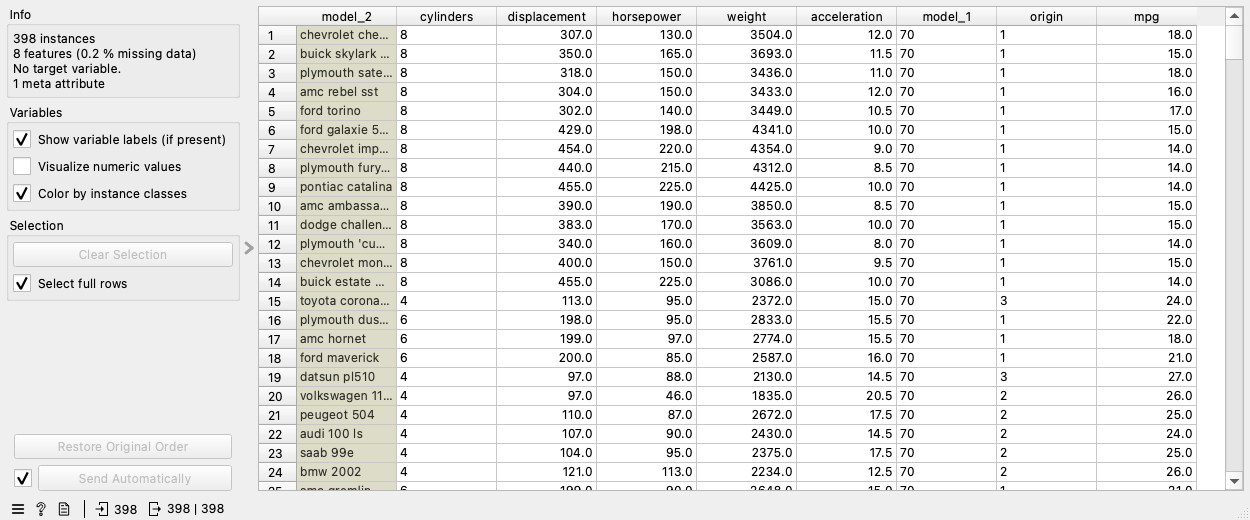 Info
398 instances
8 features (0.2 % missing data)
No target variable.
1 meta attribute
Variables
Show variable labels (if present)
Visualize numeric values
Color by instance classes
Selection
Clear Selection
Select full rows
Restore Original Order
Send Automatically
398
398 | 398
model_2 cylinders displacement horsepower weight acceleration model_1 origin mpg
1 chevrolet che... 8 307.0 130.0 3504.0 12.0 70 1 18.0
2 buick skylark ... 8 350.0 165.0 3693.0 11.5 70 1 15.0
3 plymouth sate... 8 318.0 150.0 3436.0 11.0 70 1 18.0
4 amc rebel sst 8 304.0 150.0 3433.0 12.0 70 1 16.0
5 ford torino 8 302.0 140.0 3449.0 10.5 70 1 17.0
6 ford galaxie 5... 8 429.0 198.0 4341.0 10.0 70 1 15.0
7 chevrolet imp... 8 454.0 220.0 4354.0 9.0 70 1 14.0
8 plymouth fury... 8 440.0 215.0 4312.0 8.5 70 1 14.0
9 pontiac catalina 8 455.0 225.0 4425.0 10.0 70 1 14.0
10 amc ambassa... 8 390.0 190.0 3850.0 8.5 70 1 15.0
11 dodge challen... 8 383.0 170.0 3563.0 10.0 70 1 15.0
12 plymouth 'cu... 8 340.0 160.0 3609.0 8.0 70 1 14.0
13 chevrolet mon... 8 400.0 150.0 3761.0 9.5 70 1 15.0
14 buick estate ... 8 455.0 225.0 3086.0 10.0 70 1 14.0
15 toyota corona... 4 113.0 95.0 2372.0 15.0 70 3 24.0
16 plymouth dus... 6 198.0 95.0 2833.0 15.5 70 1 22.0
17 amc hornet 6 199.0 97.0 2774.0 15.5 70 1 18.0
18 ford maverick 6 200.0 85.0 2587.0 16.0 70 1 21.0
19 datsun pl510 4 97.0 88.0 2130.0 14.5 70 3 27.0
20 volkswagen 11... 4 97.0 46.0 1835.0 20.5 70 2 26.0
21 peugeot 504 4 110.0 87.0 2672.0 17.5 70 2 25.0
22 audi 100 ls 4 107.0 90.0 2430.0 14.5 70 2 24.0
23 saab 99e 4 104.0 95.0 2375.0 17.5 70 2 25.0
24 bmw 2002 4 121.0 113.0 2234.0 12.5 70 2 26.0